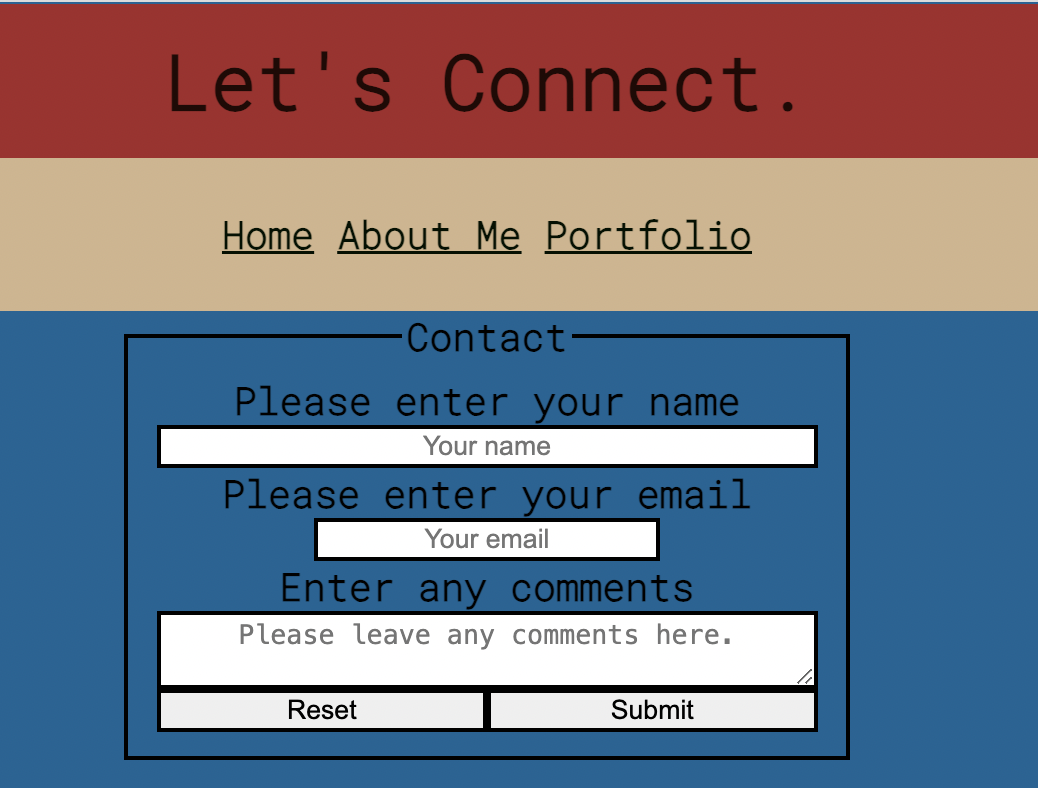 Let's Connect.
Home About Me Portfolio
Contact
Please enter your name
Your name
Please enter your email
Your email
Enter any comments
Please leave any comments here.
Reset Submit